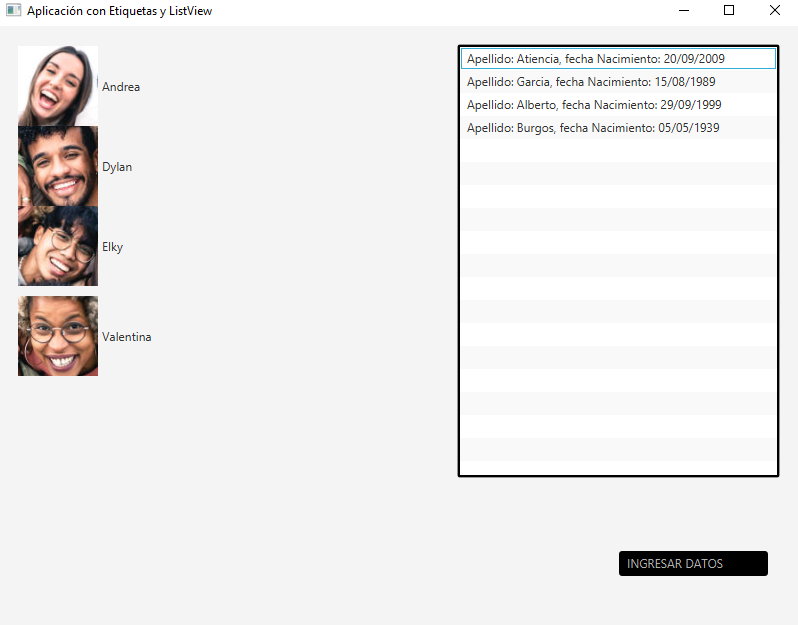 Aplicación con Etiquetas y ListView
Andrea
Dylan
Elky
Valentina
Apellido: Atiencia, fecha Nacimiento: 20/09/2009
Apellido: Garcia, fecha Nacimiento: 15/08/1989
Apellido: Alberto, fecha Nacimiento: 29/09/1999
Apellido: Burgos, fecha Nacimiento: 05/05/1939
INGRESAR DATOS